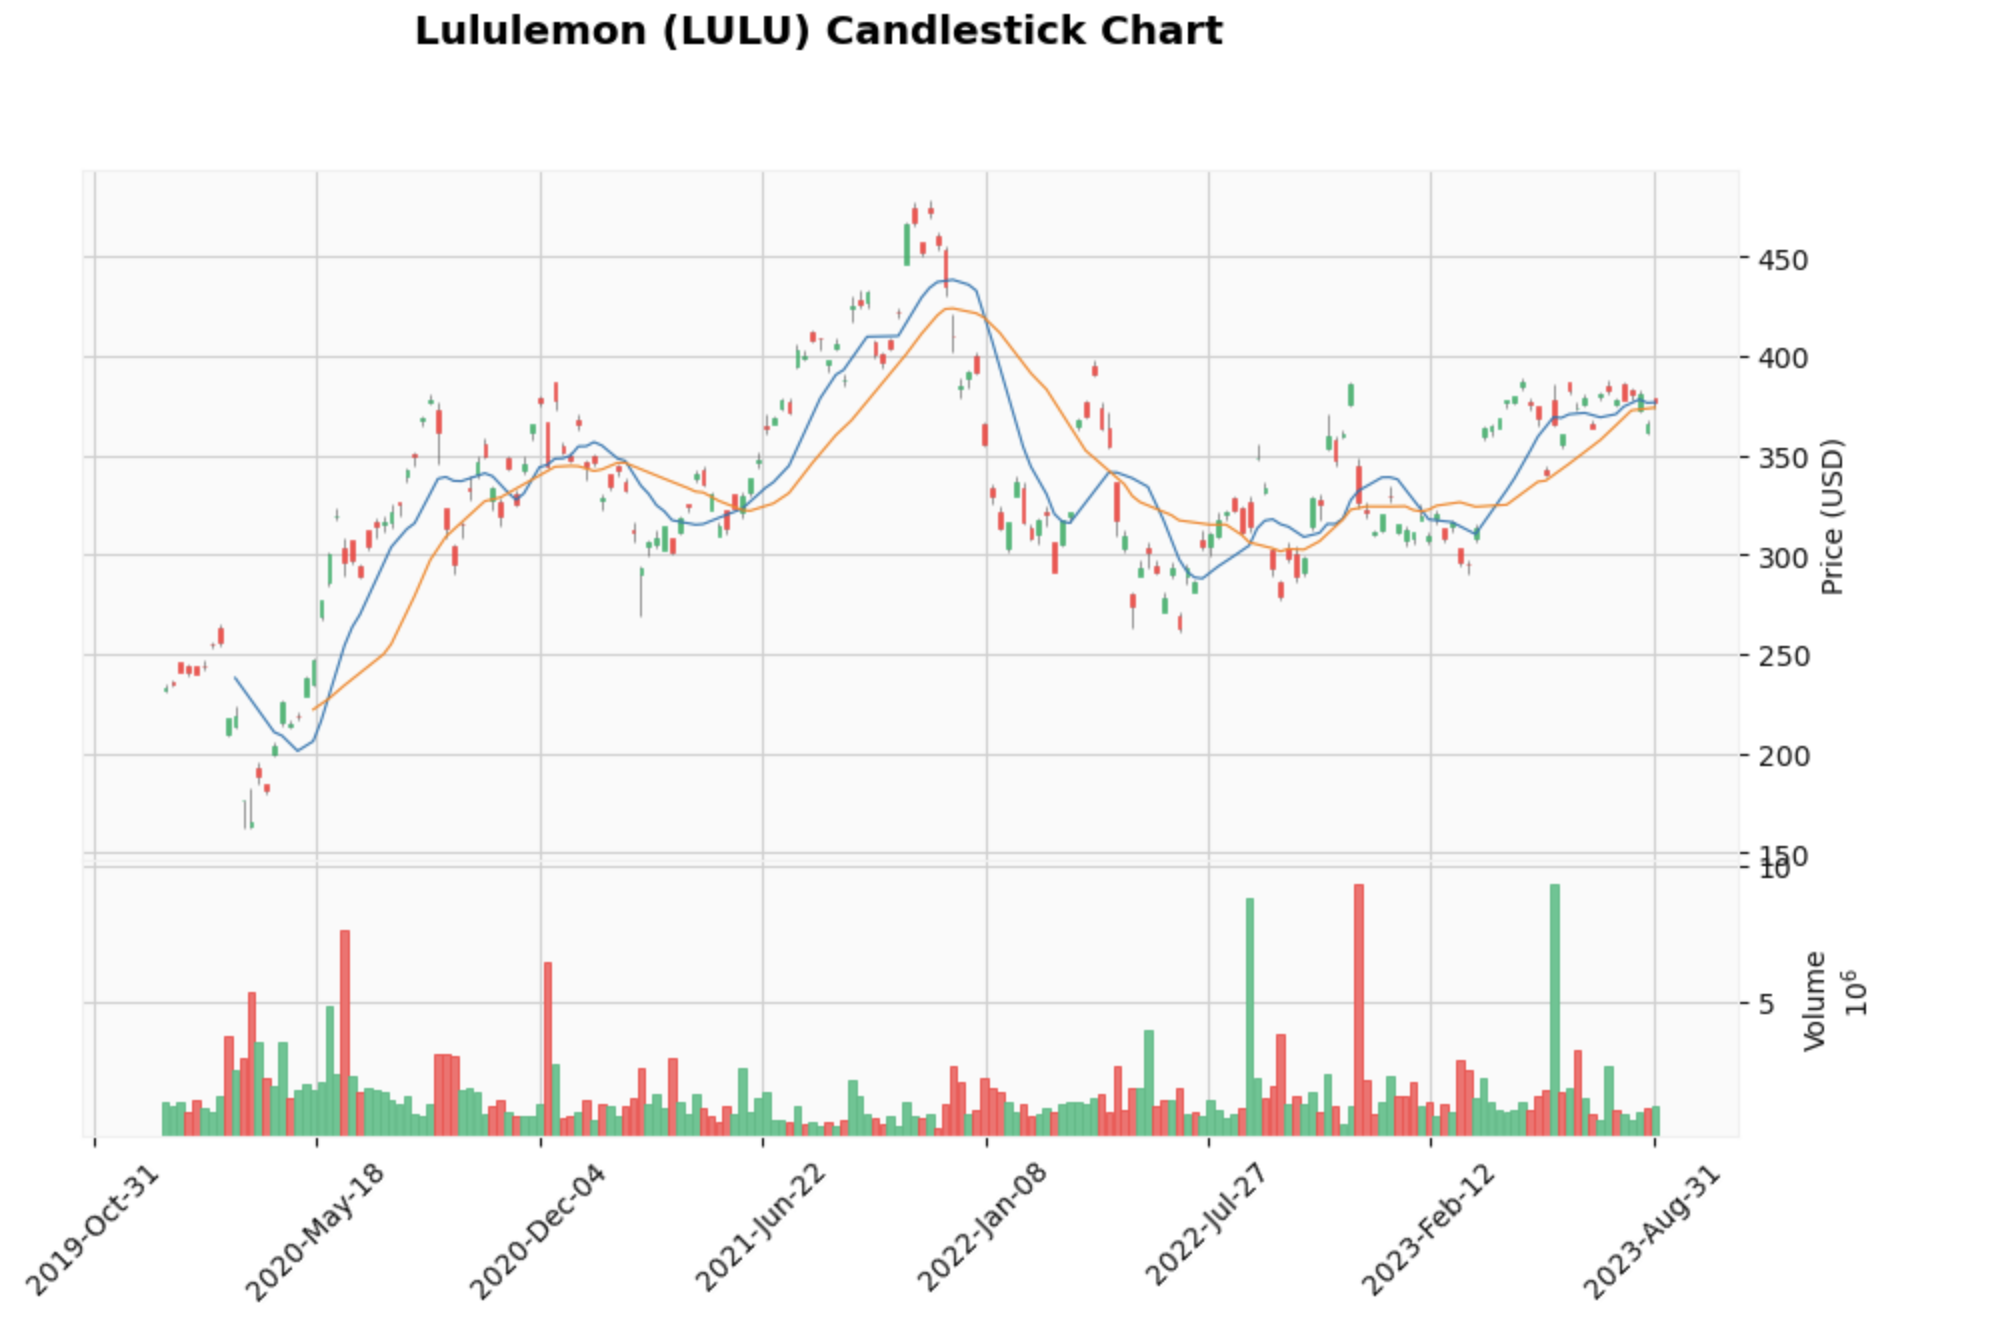 Lululemon (LULU) Candlestick Chart
450
400
350
300
250
200
150
Price (USD)
10
5
Volume
10⁶
2019-Oct-31
2020-May-18
2020-Dec-04
2021-Jun-22
2022-Jan-08
2022-Jul-27
2023-Feb-12
2023-Aug-31